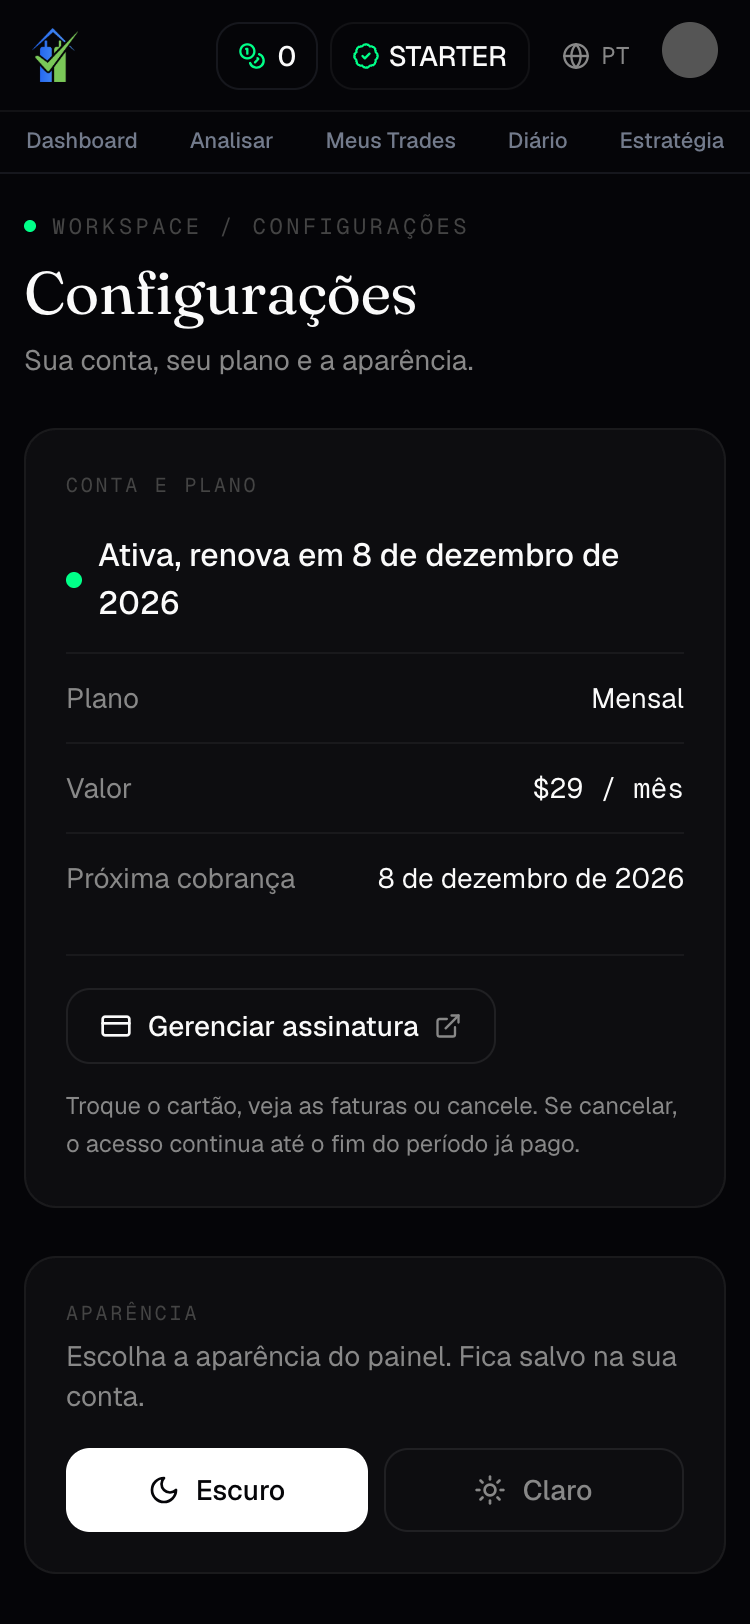 0
STARTER
PT
Dashboard
Analisar
Meus Trades
Diário
Estratégia
WORKSPACE / CONFIGURAÇÕES
Configurações
Sua conta, seu plano e a aparência.
CONTA E PLANO
Ativa, renova em 8 de dezembro de
2026
Plano
Mensal
Valor
$29 / mês
Próxima cobrança
8 de dezembro de 2026
Gerenciar assinatura
Troque o cartão, veja as faturas ou cancele. Se cancelar,
o acesso continua até o fim do período já pago.
APARÊNCIA
Escolha a aparência do painel. Fica salvo na sua
conta.
Escuro
Claro